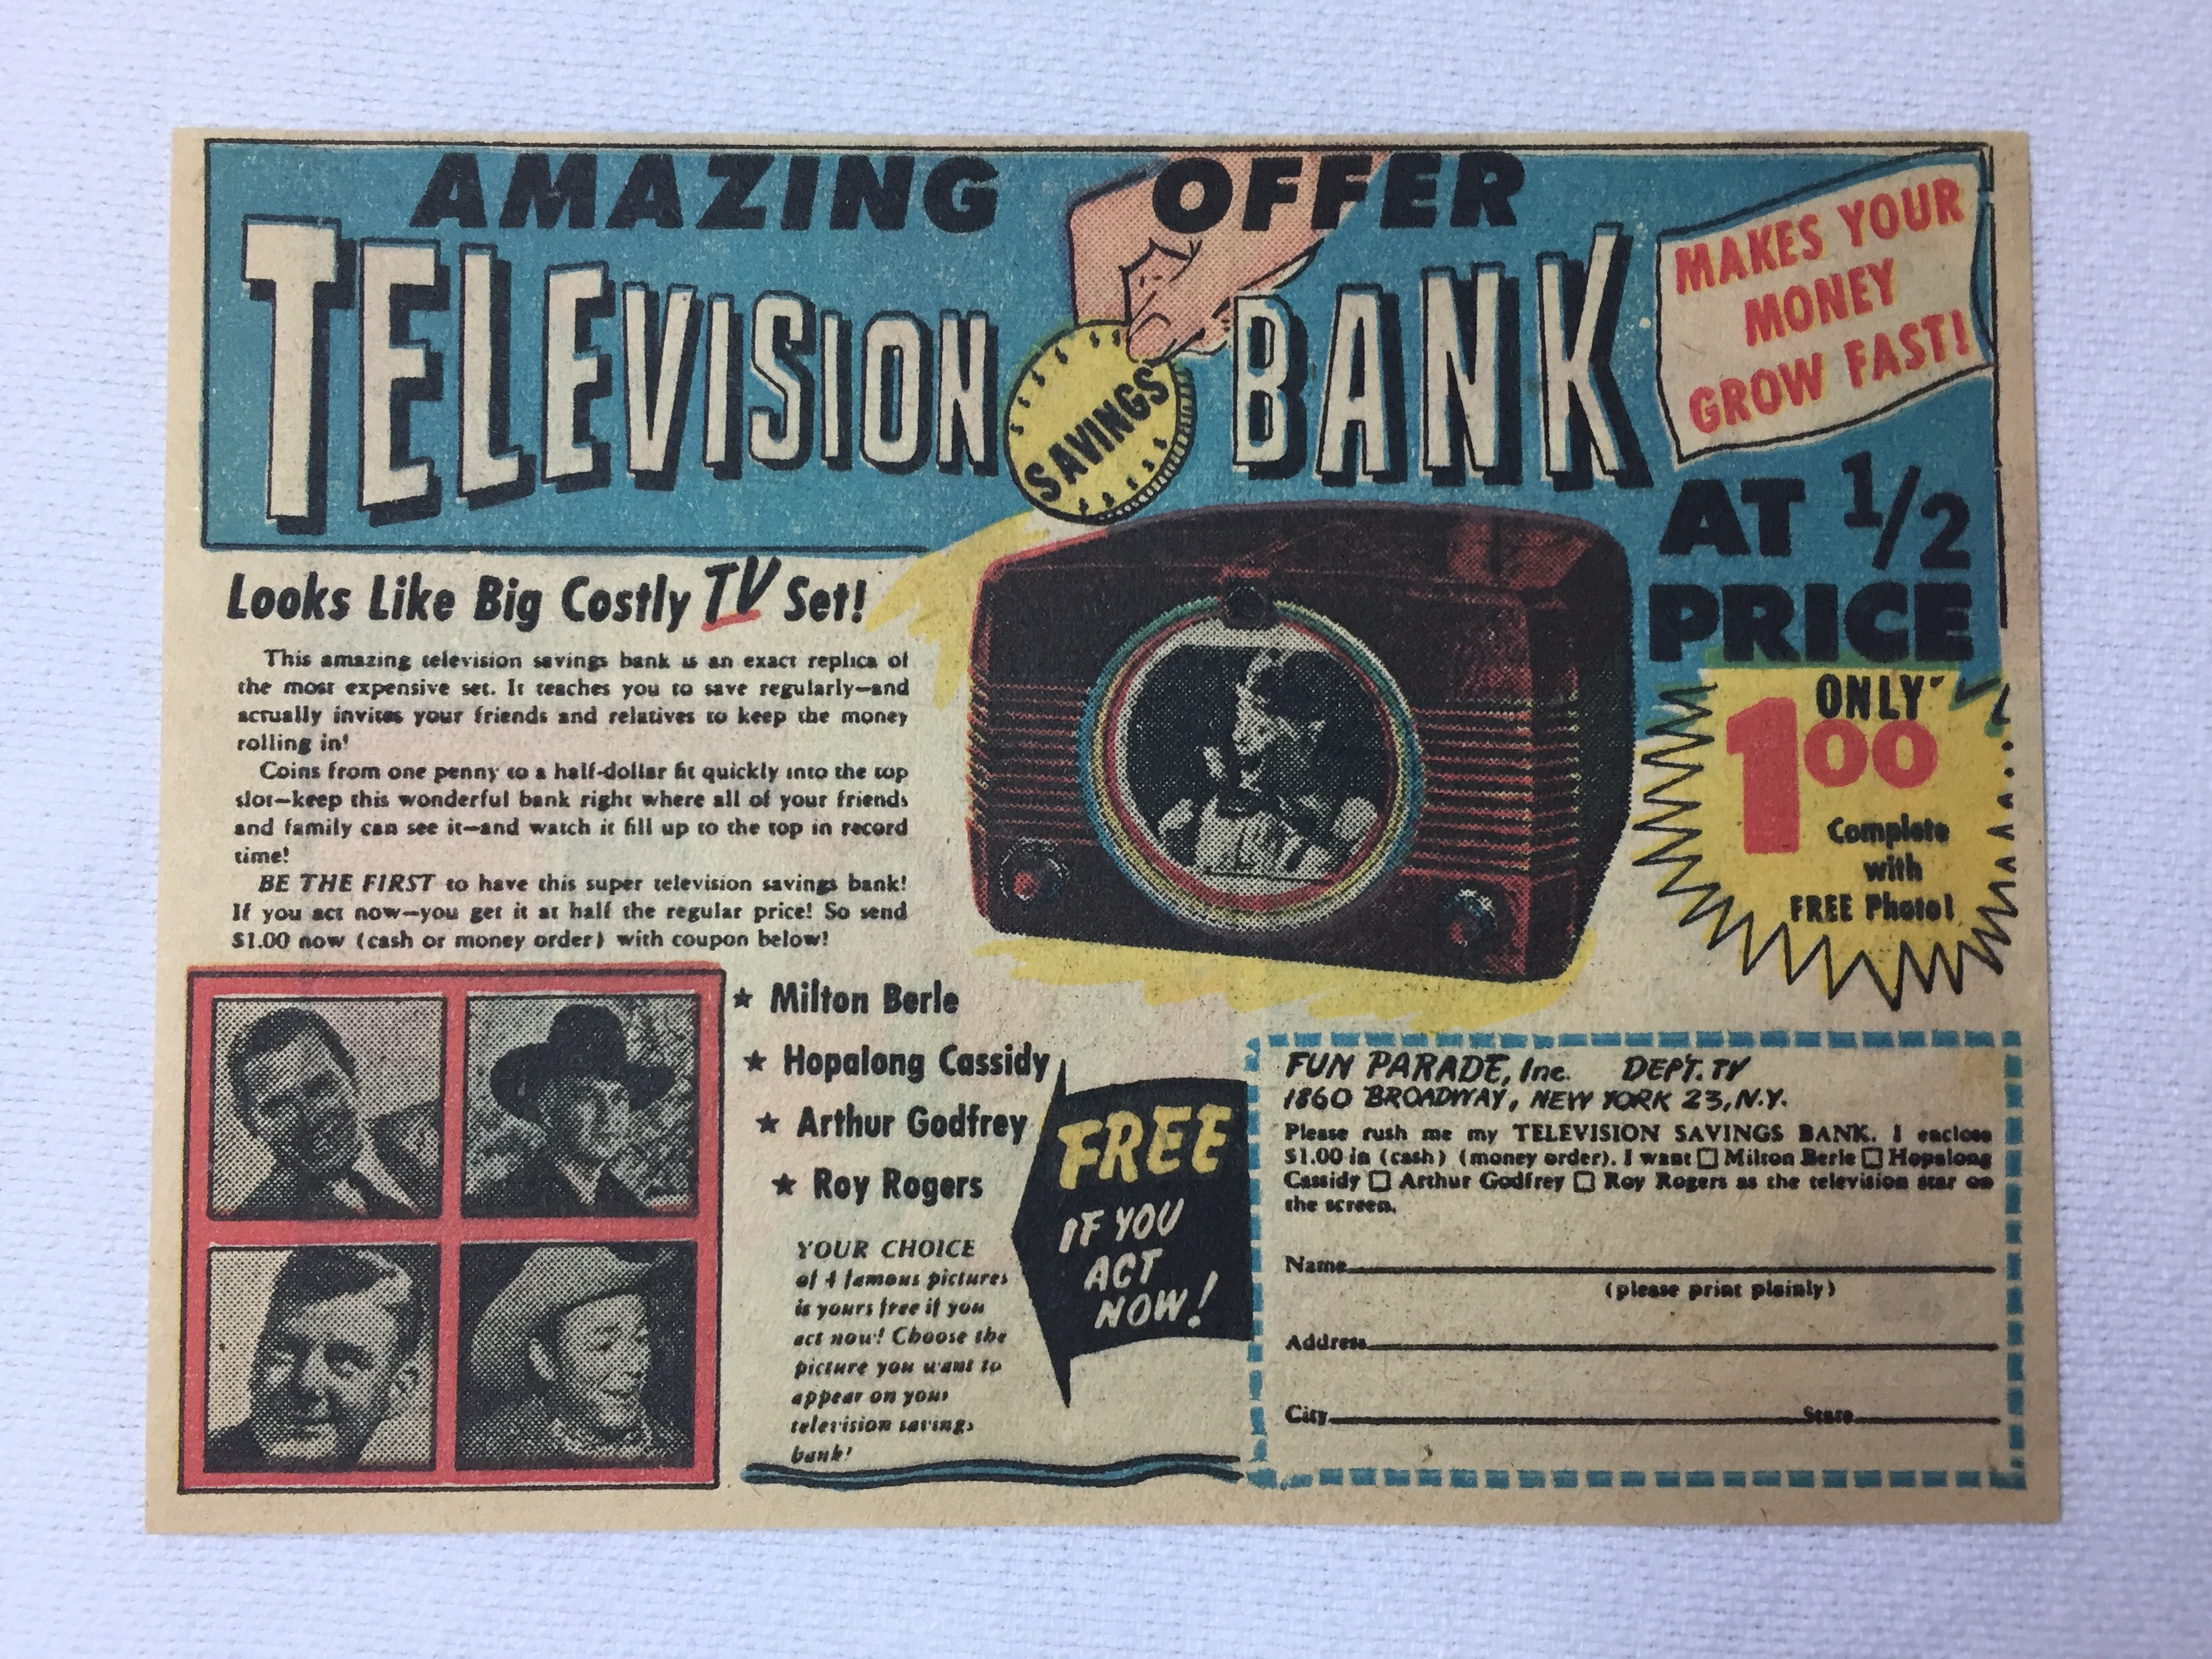 AMAZING OFFER
TELEVISION BANK
SAVINGS
MAKES YOUR
MONEY
GROW FAST!
AT 1/2
PRICE
ONLY
1 00
Complete
with
FREE Photo!
Looks Like Big Costly TV Set!
This amazing television savings bank is an exact replica of
the most expensive set. It teaches you to save regularly—and
actually invites your friends and relatives to keep the money
rolling in!
Coins from one penny to a half-dollar fit quickly into the top
slot—keep this wonderful bank right where all of your friends
and family can see it—and watch it fill up to the top in record
time!
BE THE FIRST to have this super television savings bank!
If you act now—you get it at half the regular price! So send
$1.00 now (cash or money order) with coupon below!
★ Milton Berle
★ Hopalong Cassidy
★ Arthur Godfrey
★ Roy Rogers
YOUR CHOICE
of 4 famous pictures
is yours free if you
act now! Choose the
picture you want to
appear on your
television savings
bank!
FREE
IF YOU
ACT
NOW!
FUN PARADE, Inc. DEPT. TV
1860 BROADWAY, NEW YORK 23, N.Y.
Please rush me my TELEVISION SAVINGS BANK. I enclose
$1.00 in (cash) (money order). I want □ Milton Berle □ Hopalong
Cassidy □ Arthur Godfrey □ Roy Rogers as the television star on
the screen.
Name
(please print plainly)
Address
City State